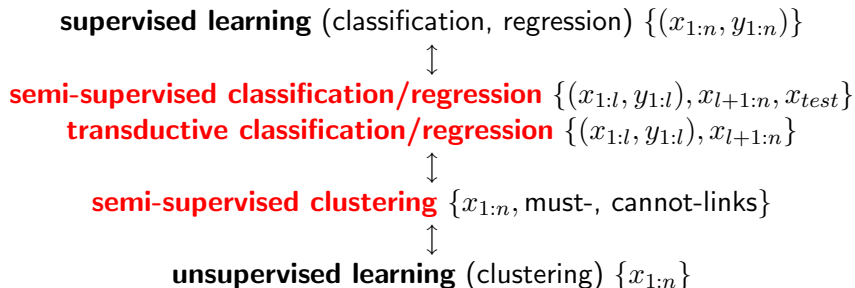 supervised learning (classification, regression) {(x_{1:n}, y_{1:n})}
↕
semi-supervised classification/regression {(x_{1:l}, y_{1:l}), x_{l+1:n}, x_{test}}
transductive classification/regression {(x_{1:l}, y_{1:l}), x_{l+1:n}}
↕
semi-supervised clustering {x_{1:n}, must-, cannot-links}
↕
unsupervised learning (clustering) {x_{1:n}}